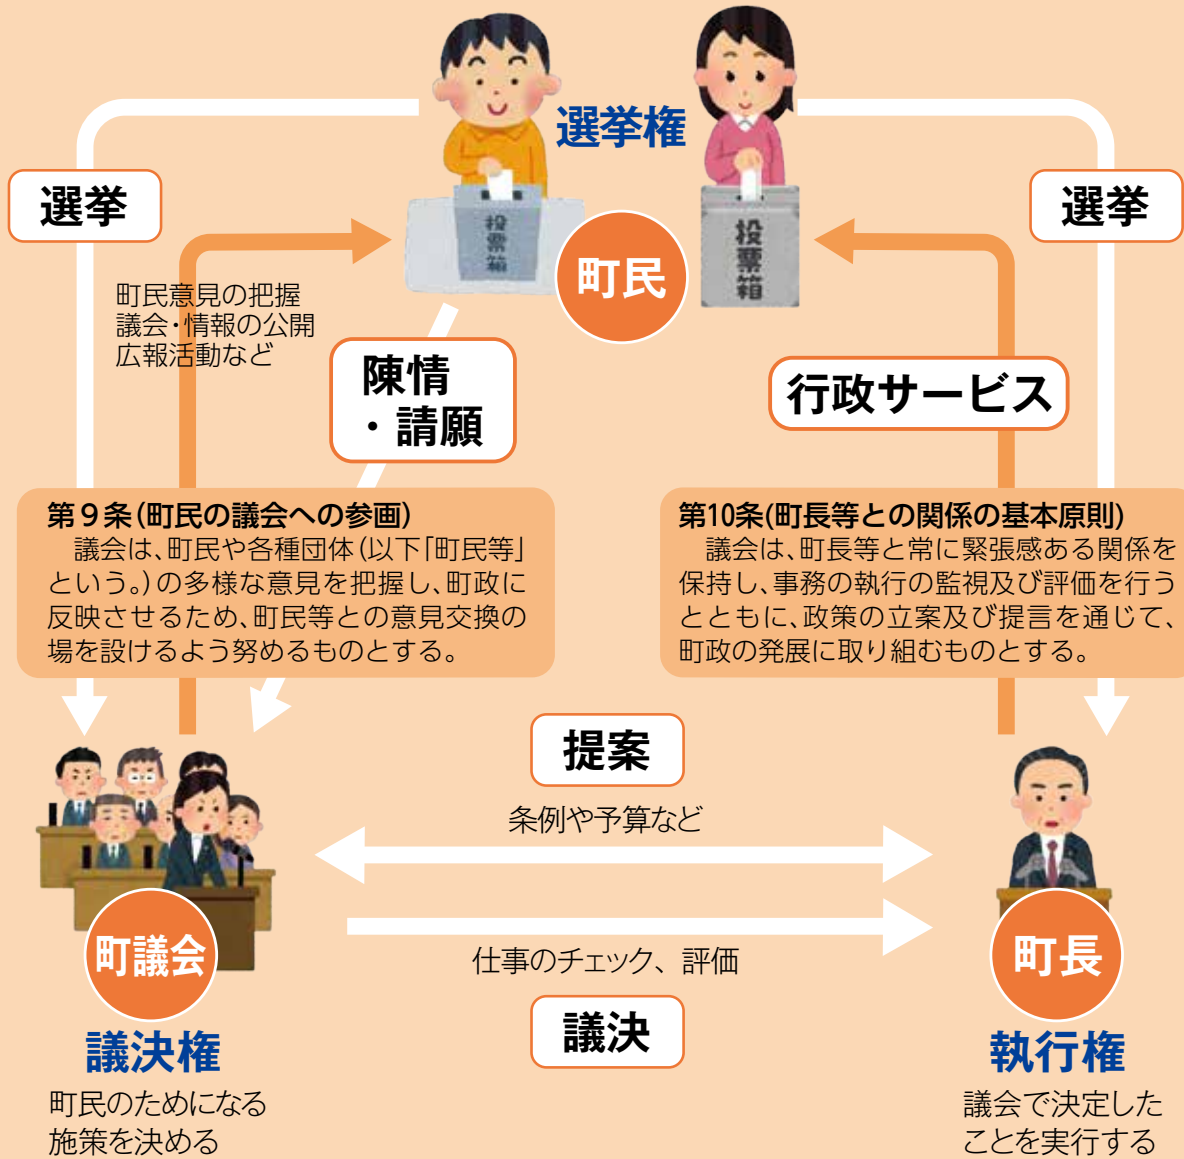 選挙権
選挙
選挙
投票箱
投票箱
町民
町民意見の把握
議会・情報の公開
広報活動など
陳情
・請願
行政サービス
第９条(町民の議会への参画)
議会は、町民や各種団体(以下「町民等」
という。)の多様な意見を把握し、町政に
反映させるため、町民等との意見交換の
場を設けるよう努めるものとする。
第10条(町長等との関係の基本原則)
議会は、町長等と常に緊張感ある関係を
保持し、事務の執行の監視及び評価を行う
とともに、政策の立案及び提言を通じて、
町政の発展に取り組むものとする。
提案
条例や予算など
仕事のチェック、評価
議決
町議会
議決権
町民のためになる
施策を決める
町長
執行権
議会で決定した
ことを実行する